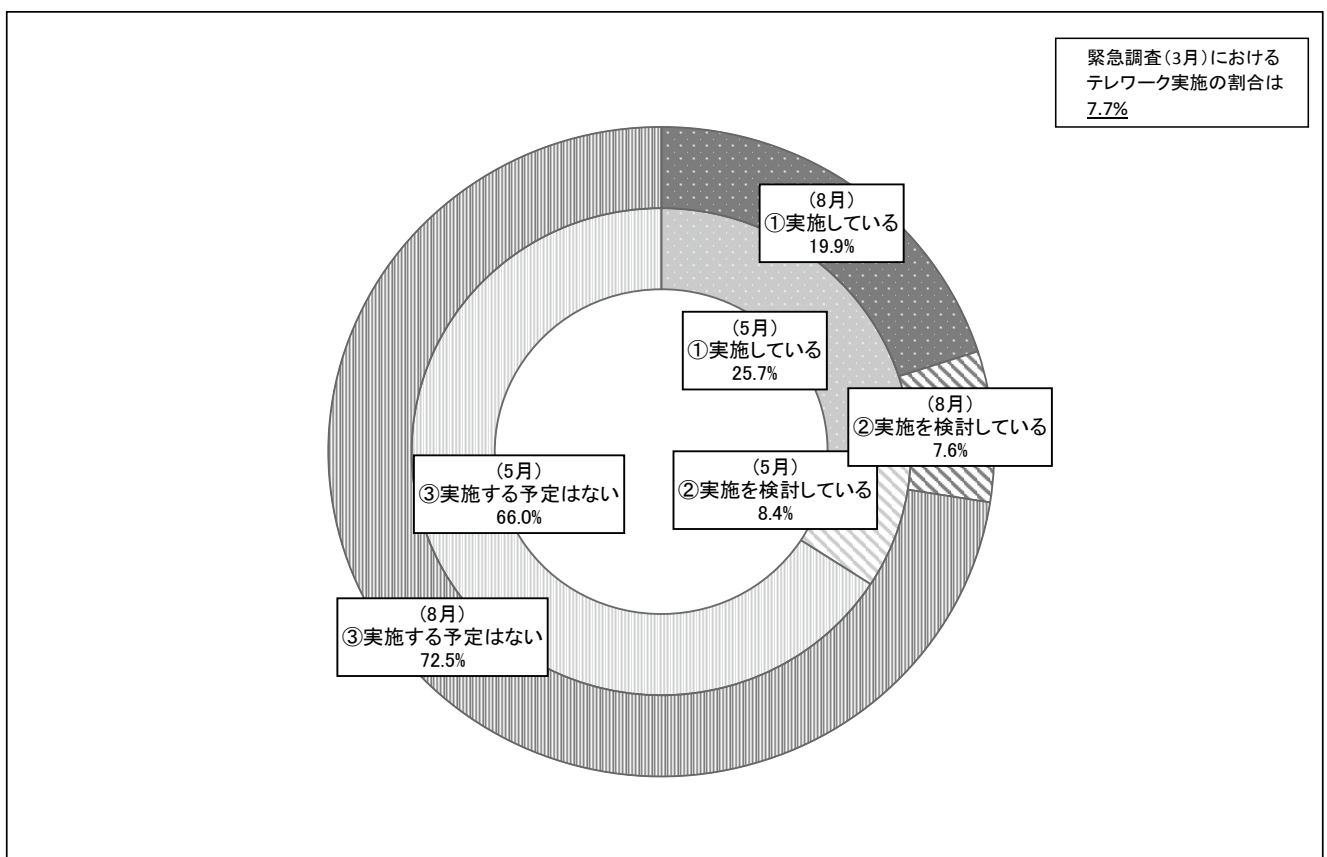 緊急調査(3月)における
テレワーク実施の割合は
7.7%
(8月)
①実施している
19.9%
(5月)
①実施している
25.7%
(8月)
②実施を検討している
7.6%
(5月)
②実施を検討している
8.4%
(5月)
③実施する予定はない
66.0%
(8月)
③実施する予定はない
72.5%